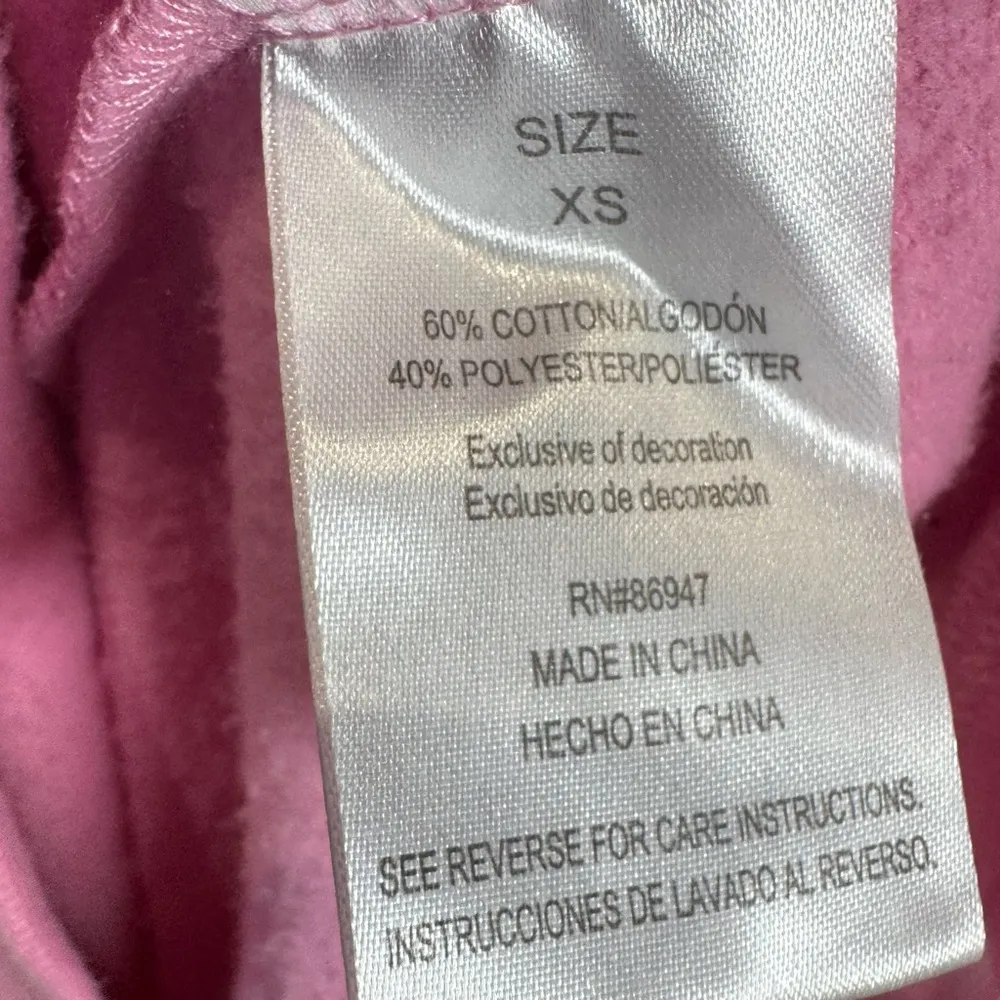 SIZE
XS
60% COTTON/ALGODÓN
40% POLYESTER/POLIÉSTER
Exclusive of decoration
Exclusivo de decoración
RN#86947
MADE IN CHINA
HECHO EN CHINA
SEE REVERSE FOR CARE INSTRUCTIONS.
INSTRUCCIONES DE LAVADO AL REVERSO.